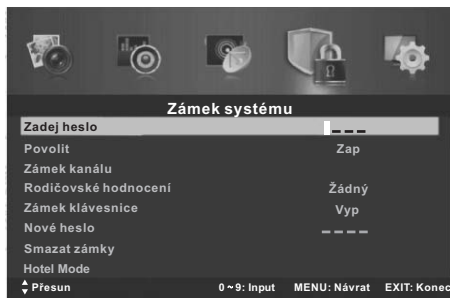 Zámek systému
Zadej heslo _ _ _
Povolit Zap
Zámek kanálu
Rodičovské hodnocení Žádný
Zámek klávesnice Vyp
Nové heslo _ _ _ _
Smazat zámky
Hotel Mode
Přesun 0~9: Input MENU: Návrat EXIT: Konec